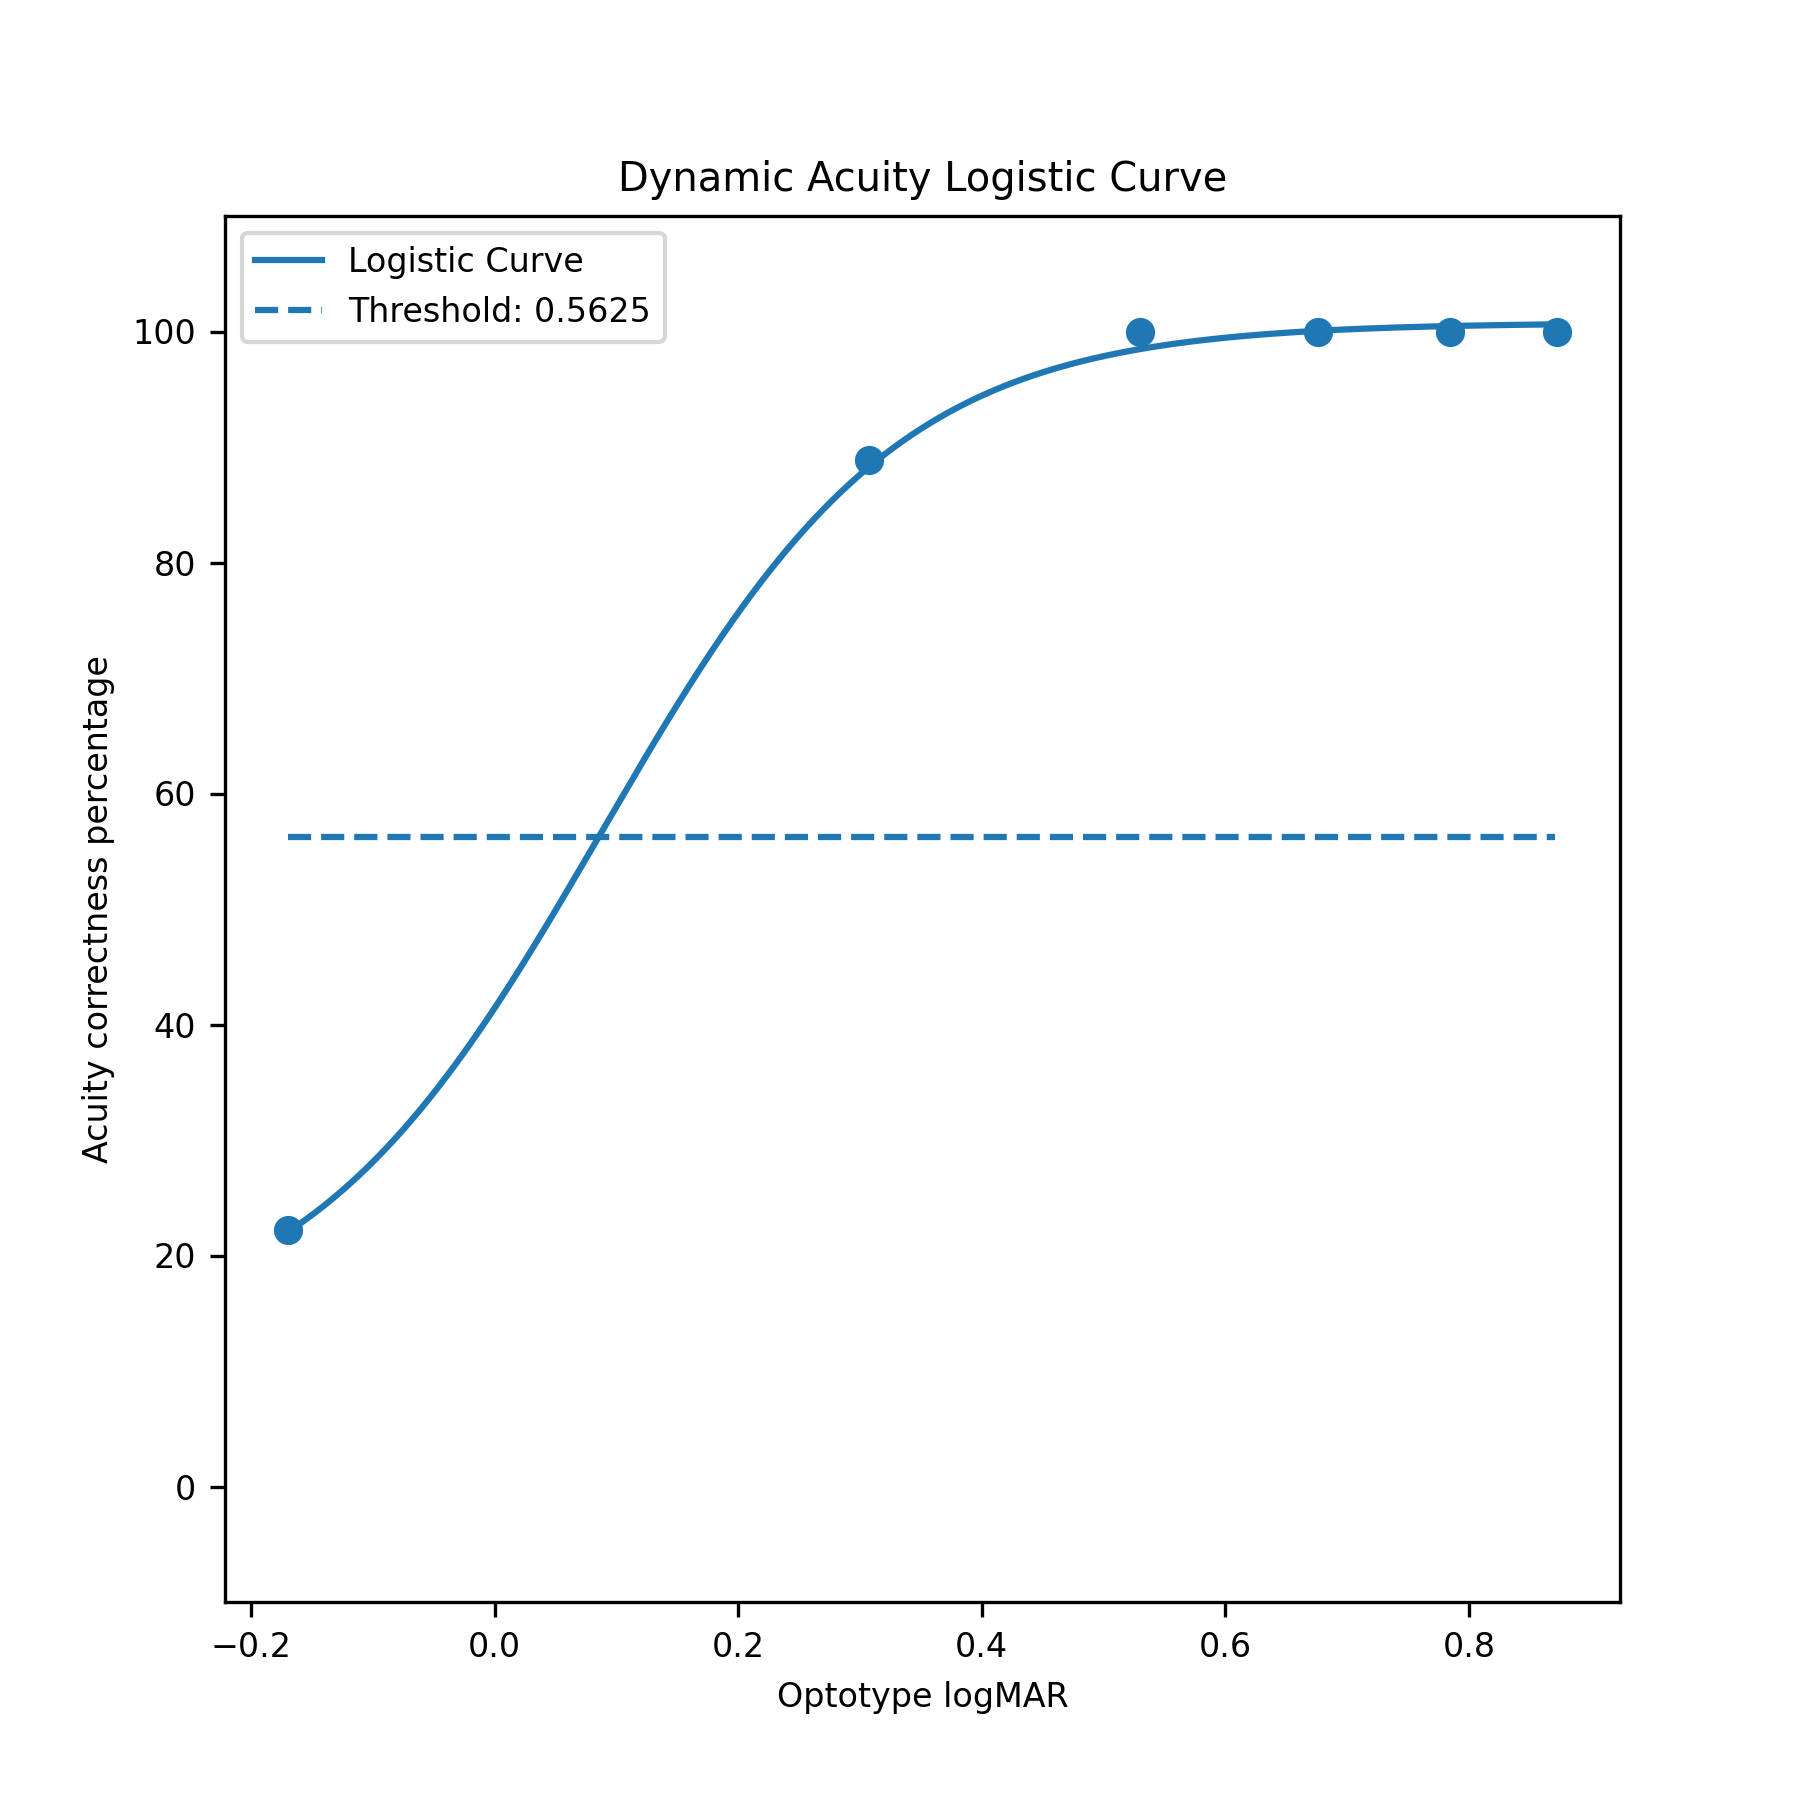 Dynamic Acuity Logistic Curve
Logistic Curve
Threshold: 0.5625
100
80
60
40
20
0
Acuity correctness percentage
−0.2 0.0 0.2 0.4 0.6 0.8
Optotype logMAR